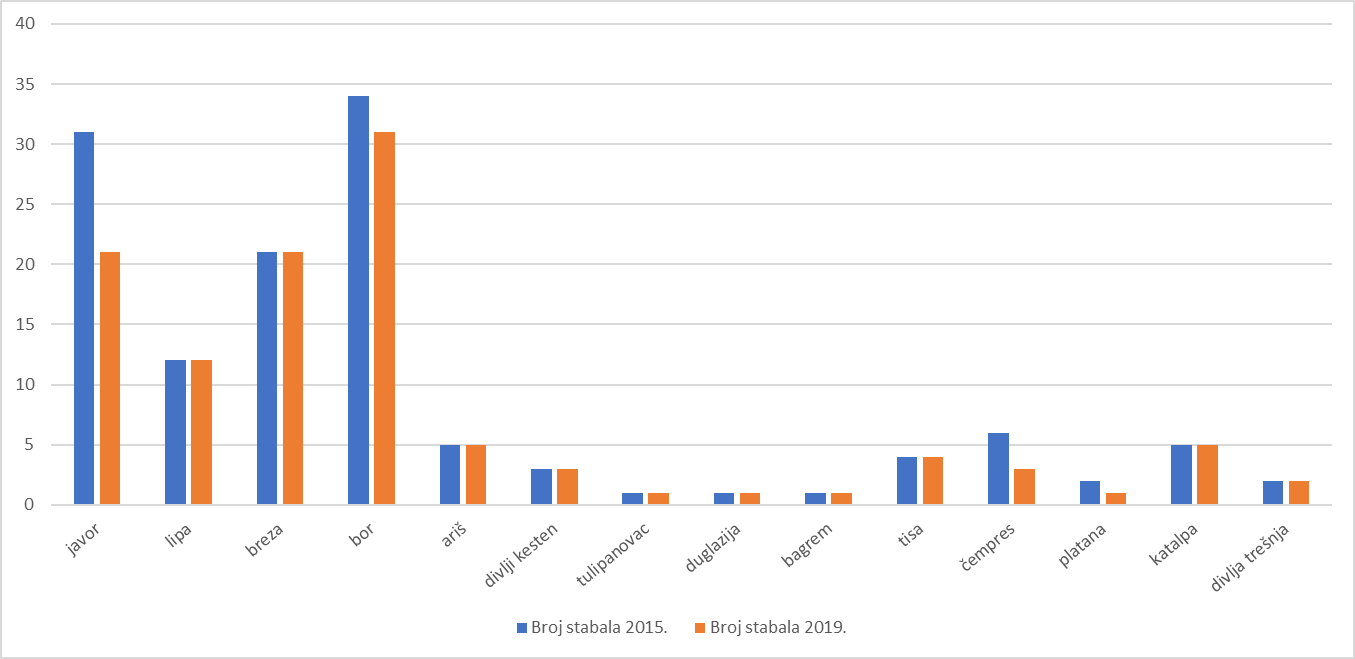 40
35
30
25
20
15
10
5
0
javor
lipa
breza
bor
ariš
divlji kesten
tulipanovac
duglazija
bagrem
tisa
čempres
platana
katalpa
divlja trešnja
Broj stabala 2015. Broj stabala 2019.